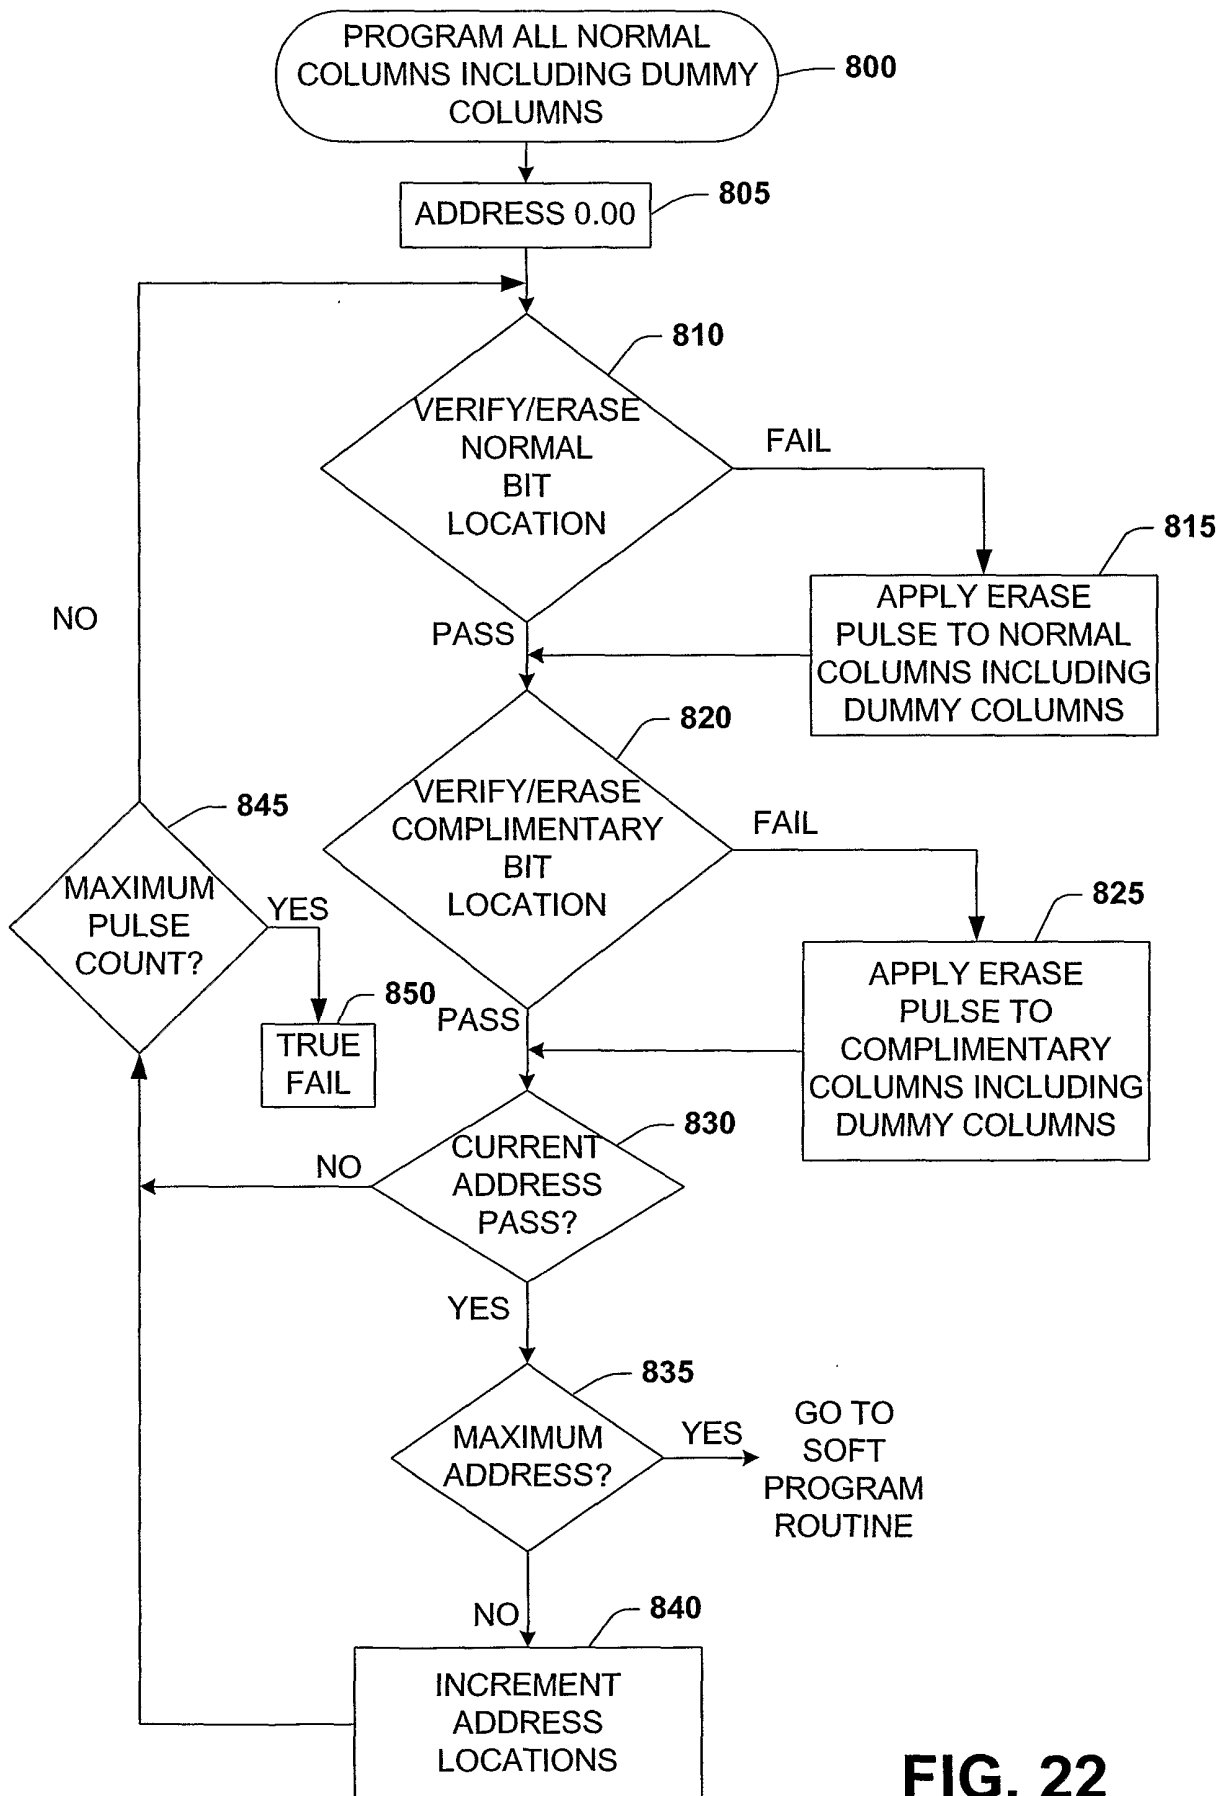 PROGRAM ALL NORMAL
COLUMNS INCLUDING DUMMY
COLUMNS
800
ADDRESS 0.00
805
810
VERIFY/ERASE
NORMAL
BIT
LOCATION
FAIL
815
APPLY ERASE
PULSE TO NORMAL
COLUMNS INCLUDING
DUMMY COLUMNS
NO
PASS
820
VERIFY/ERASE
COMPLIMENTARY
BIT
LOCATION
FAIL
825
APPLY ERASE
PULSE TO
COMPLIMENTARY
COLUMNS INCLUDING
DUMMY COLUMNS
845
MAXIMUM
PULSE
COUNT?
YES
850
TRUE
FAIL
PASS
830
CURRENT
ADDRESS
PASS?
NO
YES
835
MAXIMUM
ADDRESS?
YES
GO TO
SOFT
PROGRAM
ROUTINE
NO
840
INCREMENT
ADDRESS
LOCATIONS
FIG. 22